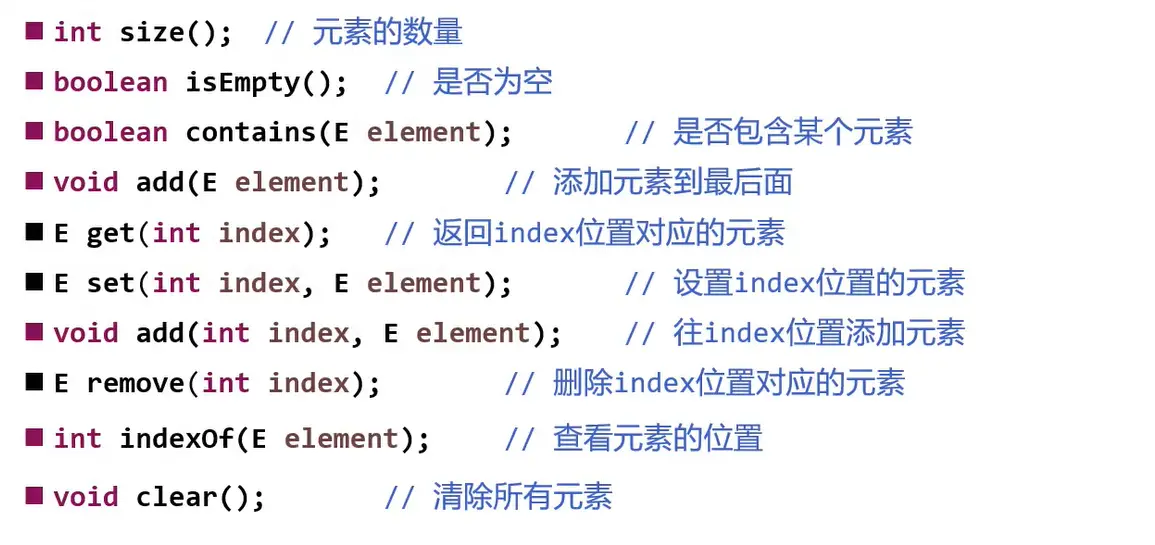 int size(); // 元素的数量
boolean isEmpty(); // 是否为空
boolean contains(E element); // 是否包含某个元素
void add(E element); // 添加元素到最后面
E get(int index); // 返回index位置对应的元素
E set(int index, E element); // 设置index位置的元素
void add(int index, E element); // 往index位置添加元素
E remove(int index); // 删除index位置对应的元素
int indexOf(E element); // 查看元素的位置
void clear(); // 清除所有元素